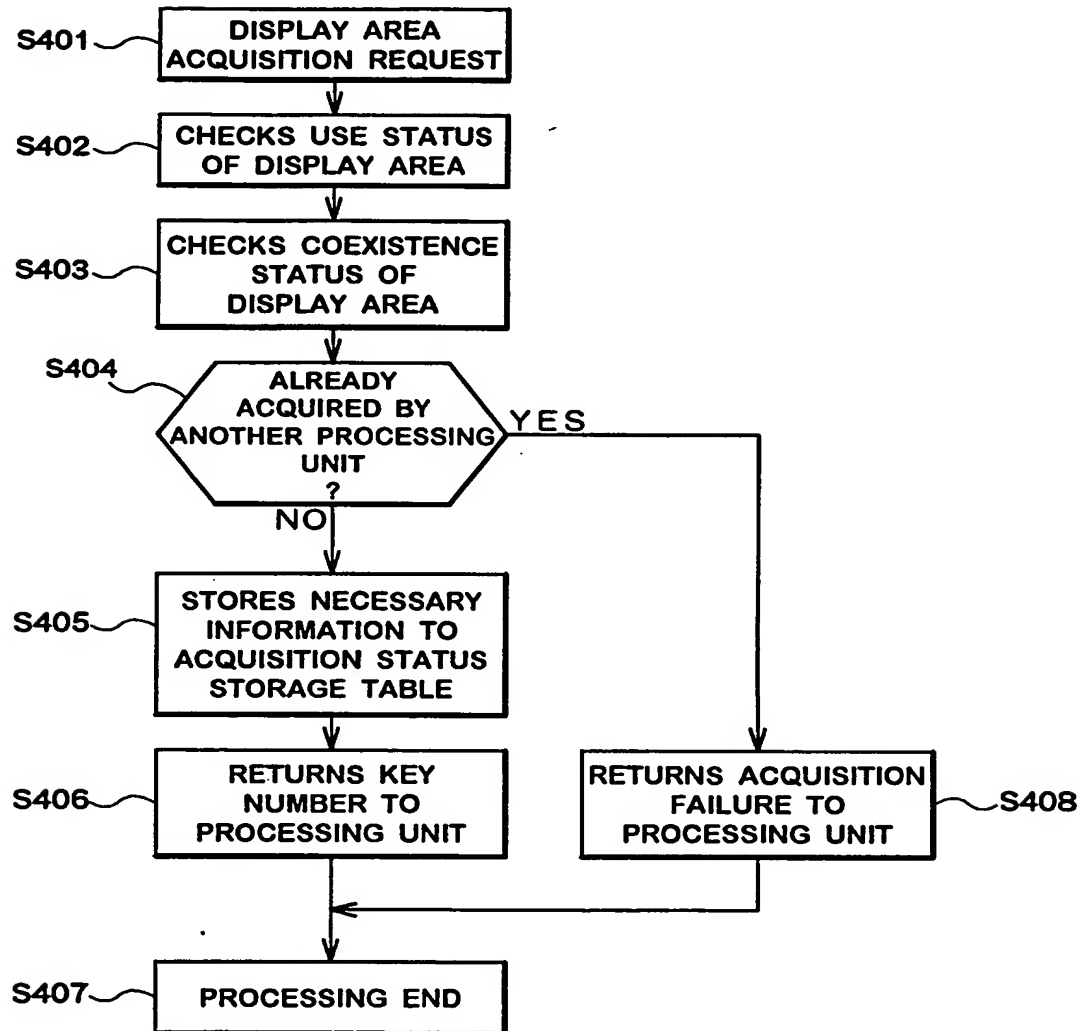 S401
DISPLAY AREA
ACQUISITION REQUEST
S402
CHECKS USE STATUS
OF DISPLAY AREA
S403
CHECKS COEXISTENCE
STATUS OF
DISPLAY AREA
S404
ALREADY
ACQUIRED BY
ANOTHER PROCESSING
UNIT
?
YES
NO
S405
STORES NECESSARY
INFORMATION TO
ACQUISITION STATUS
STORAGE TABLE
S406
RETURNS KEY
NUMBER TO
PROCESSING UNIT
RETURNS ACQUISITION
FAILURE TO
PROCESSING UNIT
S408
S407
PROCESSING END